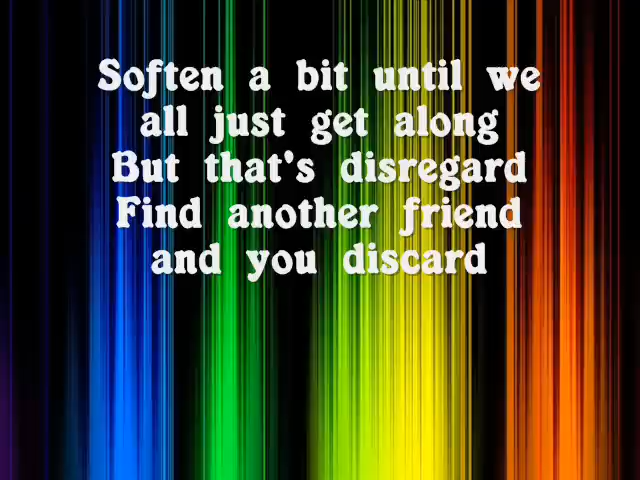 Soften a bit until we
all just get along
But that's disregard
Find another friend
and you discard